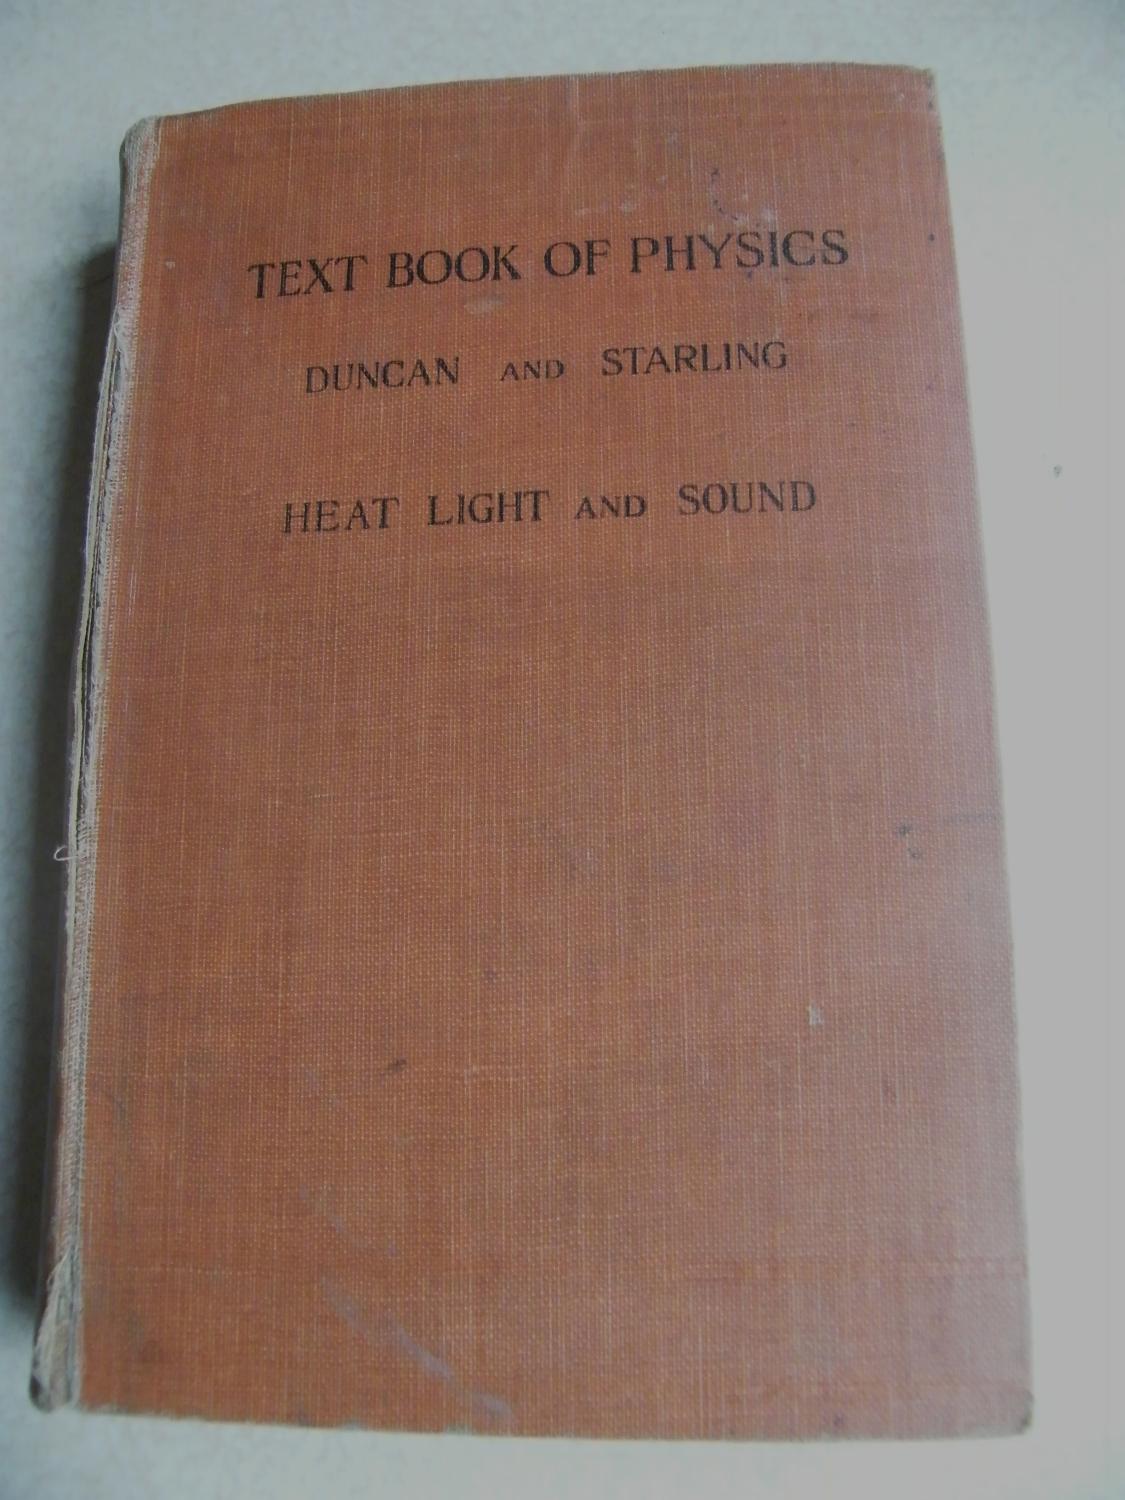 TEXT BOOK OF PHYSICS
DUNCAN AND STARLING
HEAT LIGHT AND SOUND